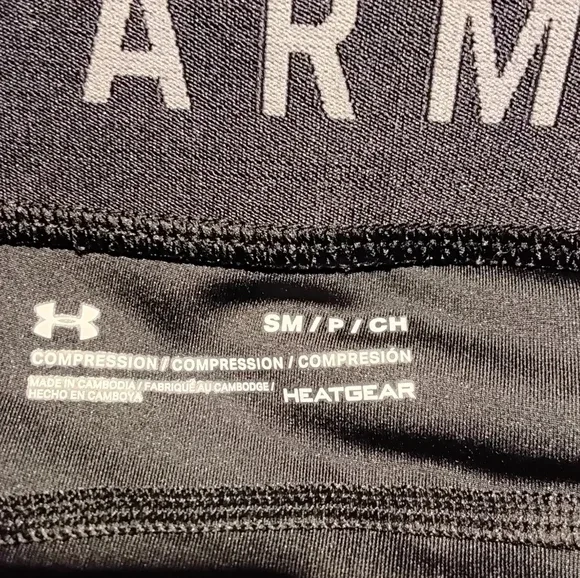 ARM
SM / P / CH
COMPRESSION / COMPRESSION / COMPRESIÓN
MADE IN CAMBODIA / FABRIQUÉ AU CAMBODGE /
HECHO EN CAMBOYA
HEATGEAR